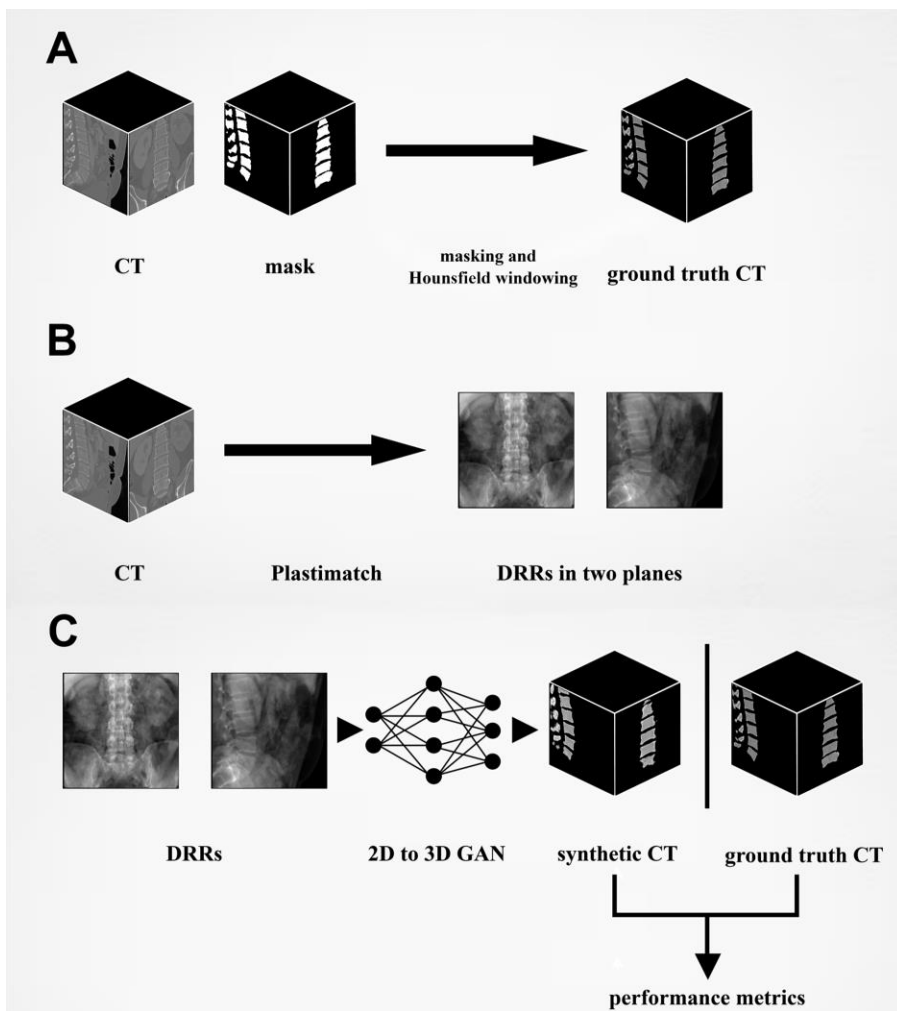 A
CT
mask
masking and
Hounsfield windowing
ground truth CT
B
CT
Plastimatch
DRRs in two planes
C
DRRs
2D to 3D GAN
synthetic CT
ground truth CT
performance metrics